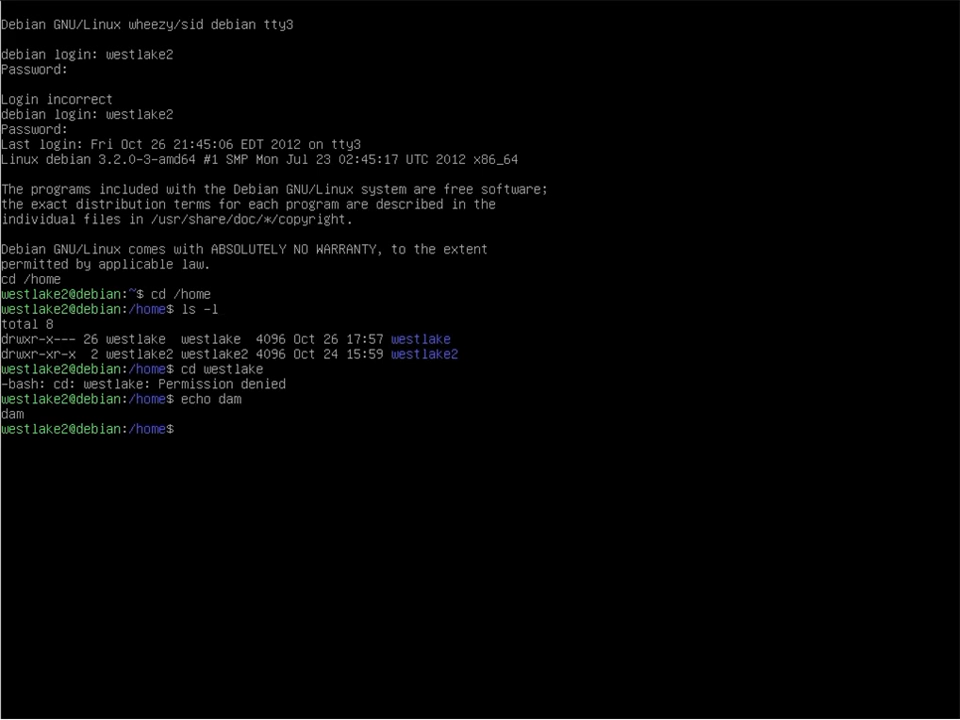 Debian GNU/Linux wheezy/sid debian tty3
debian login: westlake2
Password:
Login incorrect
debian login: westlake2
Password:
Last login: Fri Oct 26 21:45:06 EDT 2012 on tty3
Linux debian 3.2.0-3-amd64 #1 SMP Mon Jul 23 02:45:17 UTC 2012 x86_64
The programs included with the Debian GNU/Linux system are free software;
the exact distribution terms for each program are described in the
individual files in /usr/share/doc/*/copyright.
Debian GNU/Linux comes with ABSOLUTELY NO WARRANTY, to the extent
permitted by applicable law.
cd /home
westlake2@debian:~$ cd /home
westlake2@debian:/home$ ls -l
total 8
drwxr-x--- 26 westlake  westlake  4096 Oct 26 17:57 westlake
drwxr-xr-x  2 westlake2 westlake2 4096 Oct 24 15:59 westlake2
westlake2@debian:/home$ cd westlake
-bash: cd: westlake: Permission denied
westlake2@debian:/home$ echo dam
dam
westlake2@debian:/home$